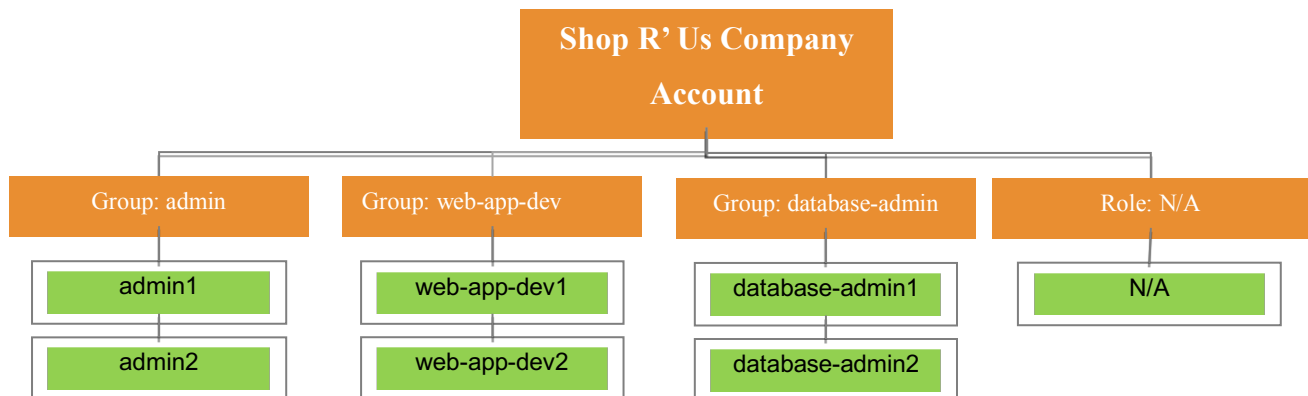 Shop R’ Us Company
Account
Group: admin
Group: web-app-dev
Group: database-admin
Role: N/A
admin1
web-app-dev1
database-admin1
N/A
admin2
web-app-dev2
database-admin2